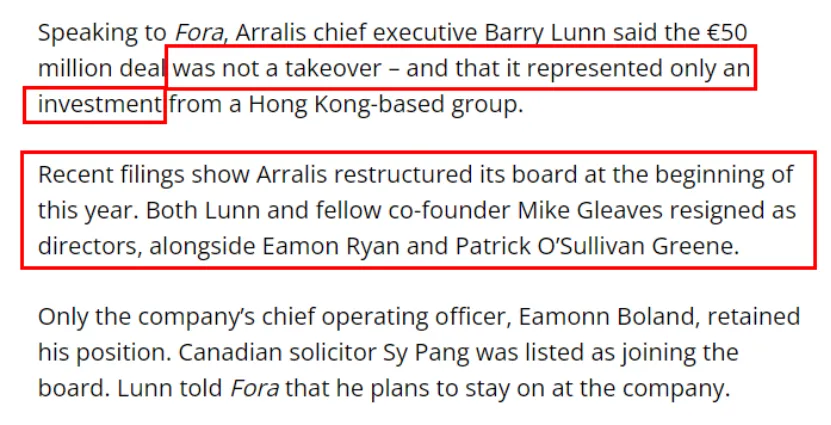 Speaking to Fora, Arralis chief executive Barry Lunn said the €50
million deal was not a takeover – and that it represented only an
investment from a Hong Kong-based group.
Recent filings show Arralis restructured its board at the beginning of
this year. Both Lunn and fellow co-founder Mike Gleaves resigned as
directors, alongside Eamon Ryan and Patrick O’Sullivan Greene.
Only the company’s chief operating officer, Eamonn Boland, retained
his position. Canadian solicitor Sy Pang was listed as joining the
board. Lunn told Fora that he plans to stay on at the company.